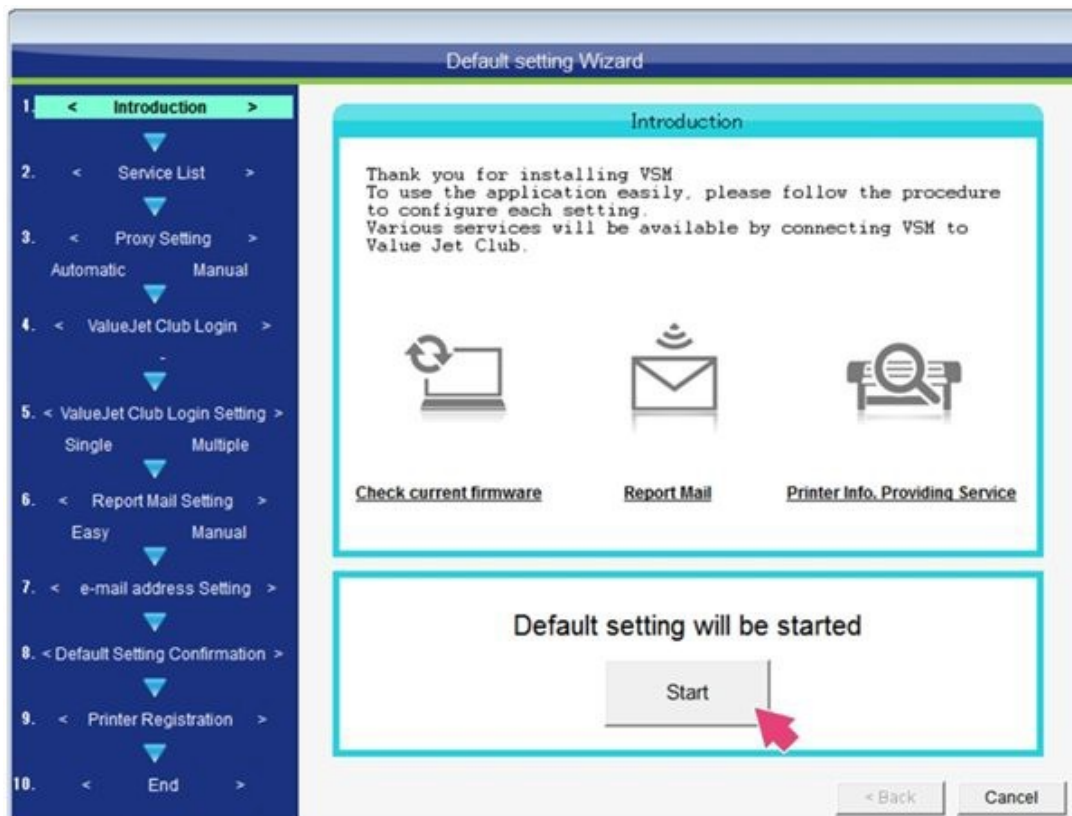 Default setting Wizard
1. < Introduction >
2. < Service List >
3. < Proxy Setting >
Automatic Manual
4. < ValueJet Club Login >
-
5. < ValueJet Club Login Setting >
Single Multiple
6. < Report Mail Setting >
Easy Manual
7. < e-mail address Setting >
8. < Default Setting Confirmation >
9. < Printer Registration >
10. < End >
Introduction
Thank you for installing VSM
To use the application easily, please follow the procedure
to configure each setting.
Various services will be available by connecting VSM to
Value Jet Club.
Check current firmware Report Mail Printer Info. Providing Service
Default setting will be started
Start
< Back Cancel